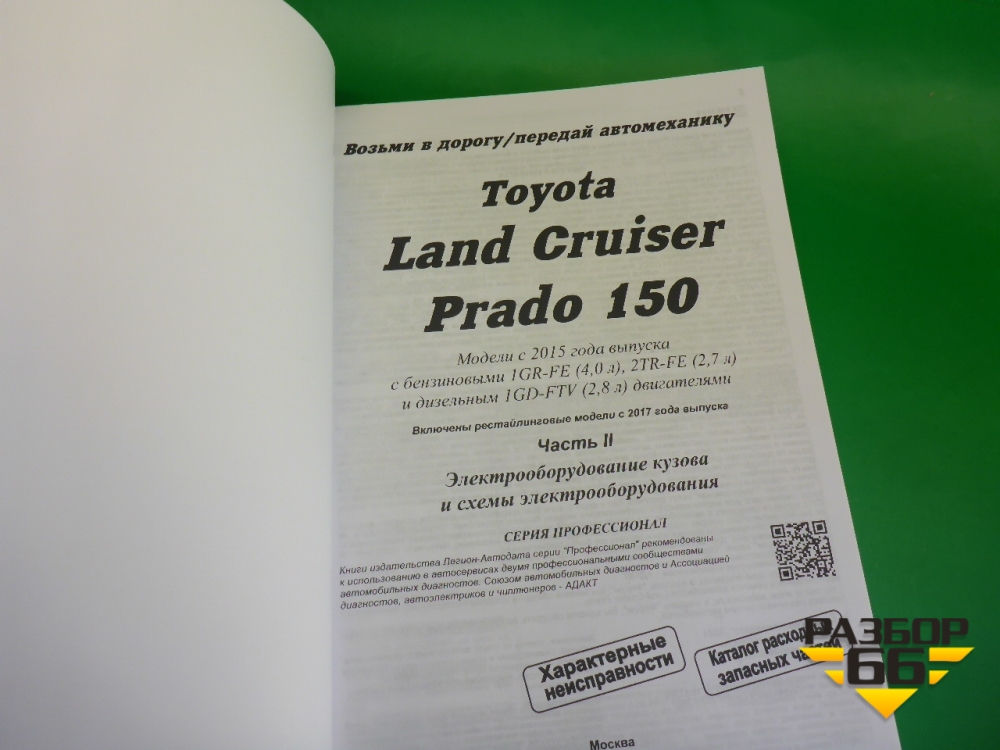 Возьми в дорогу/передай автомеханику
Toyota
Land Cruiser
Prado 150
Модели с 2015 года выпуска
с бензиновыми 1GR-FE (4,0 л), 2TR-FE (2,7 л)
и дизельным 1GD-FTV (2,8 л) двигателями
Включены рестайлинговые модели с 2017 года выпуска
Часть II
Электрооборудование кузова
и схемы электрооборудования
СЕРИЯ ПРОФЕССИОНАЛ
Книги издательства Легион-Автодата серии "Профессионал" рекомендованы
к использованию в автосервисах двумя профессиональными сообществами
автомобильных диагностов: Союзом автомобильных диагностов и Ассоциацией
диагностов, автоэлектриков и чиптюнеров - АДАКТ
Характерные
неисправности
Каталог расходных
запасных частей
РАЗБОР
66
Москва